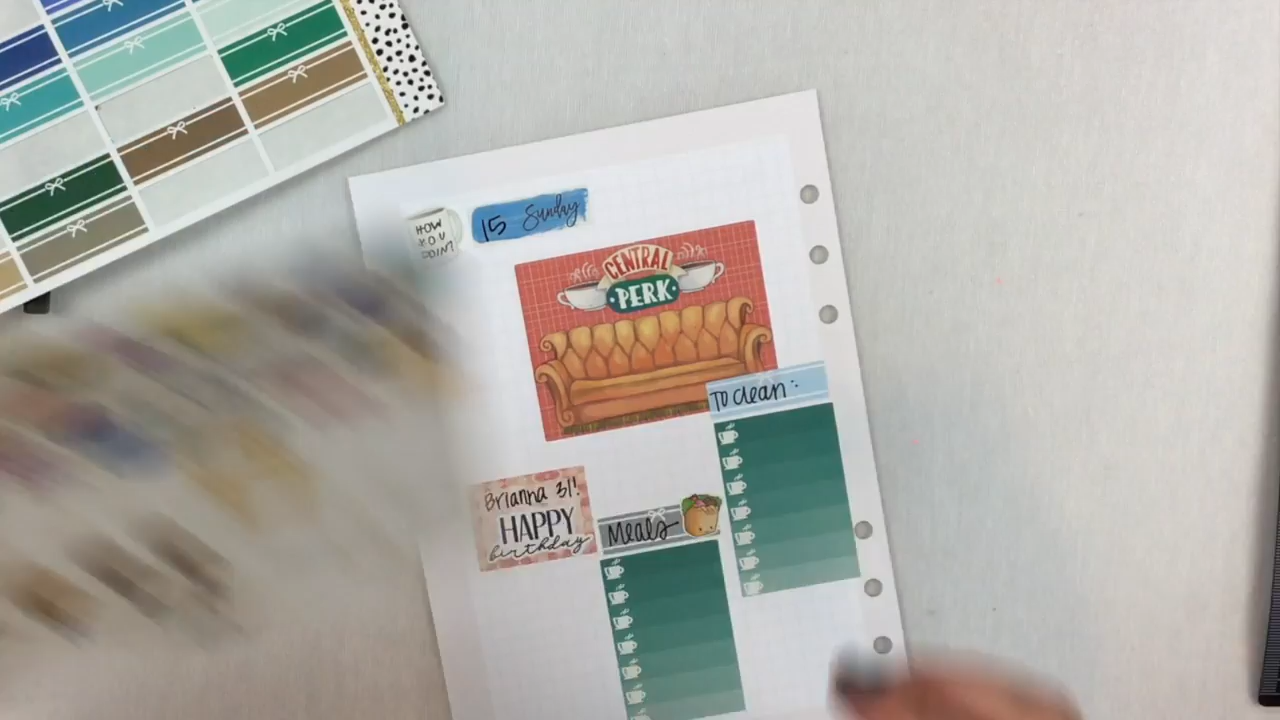 HOW
YOU
DOIN?
15 Sunday
CENTRAL
PERK
TO clean:
Brianna 31!
HAPPY
birthday
Meals